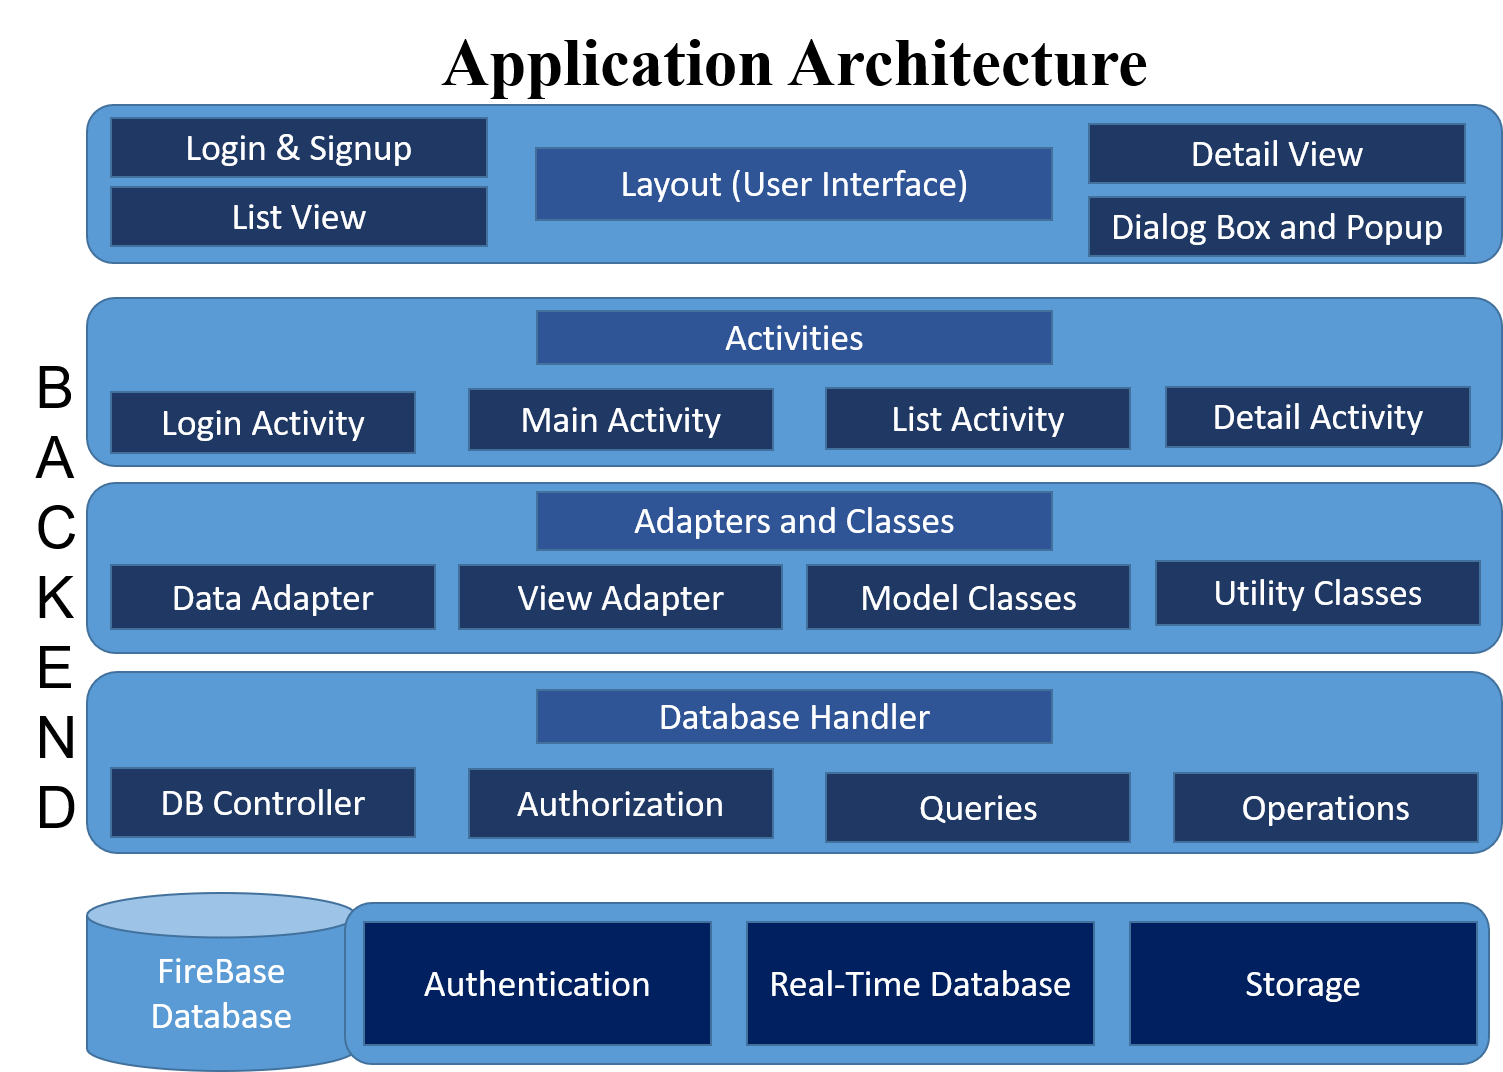 Application Architecture
Login & Signup
List View
Layout (User Interface)
Detail View
Dialog Box and Popup
B
A
C
K
E
N
D
Activities
Login Activity
Main Activity
List Activity
Detail Activity
Adapters and Classes
Data Adapter
View Adapter
Model Classes
Utility Classes
Database Handler
DB Controller
Authorization
Queries
Operations
FireBase
Database
Authentication
Real-Time Database
Storage